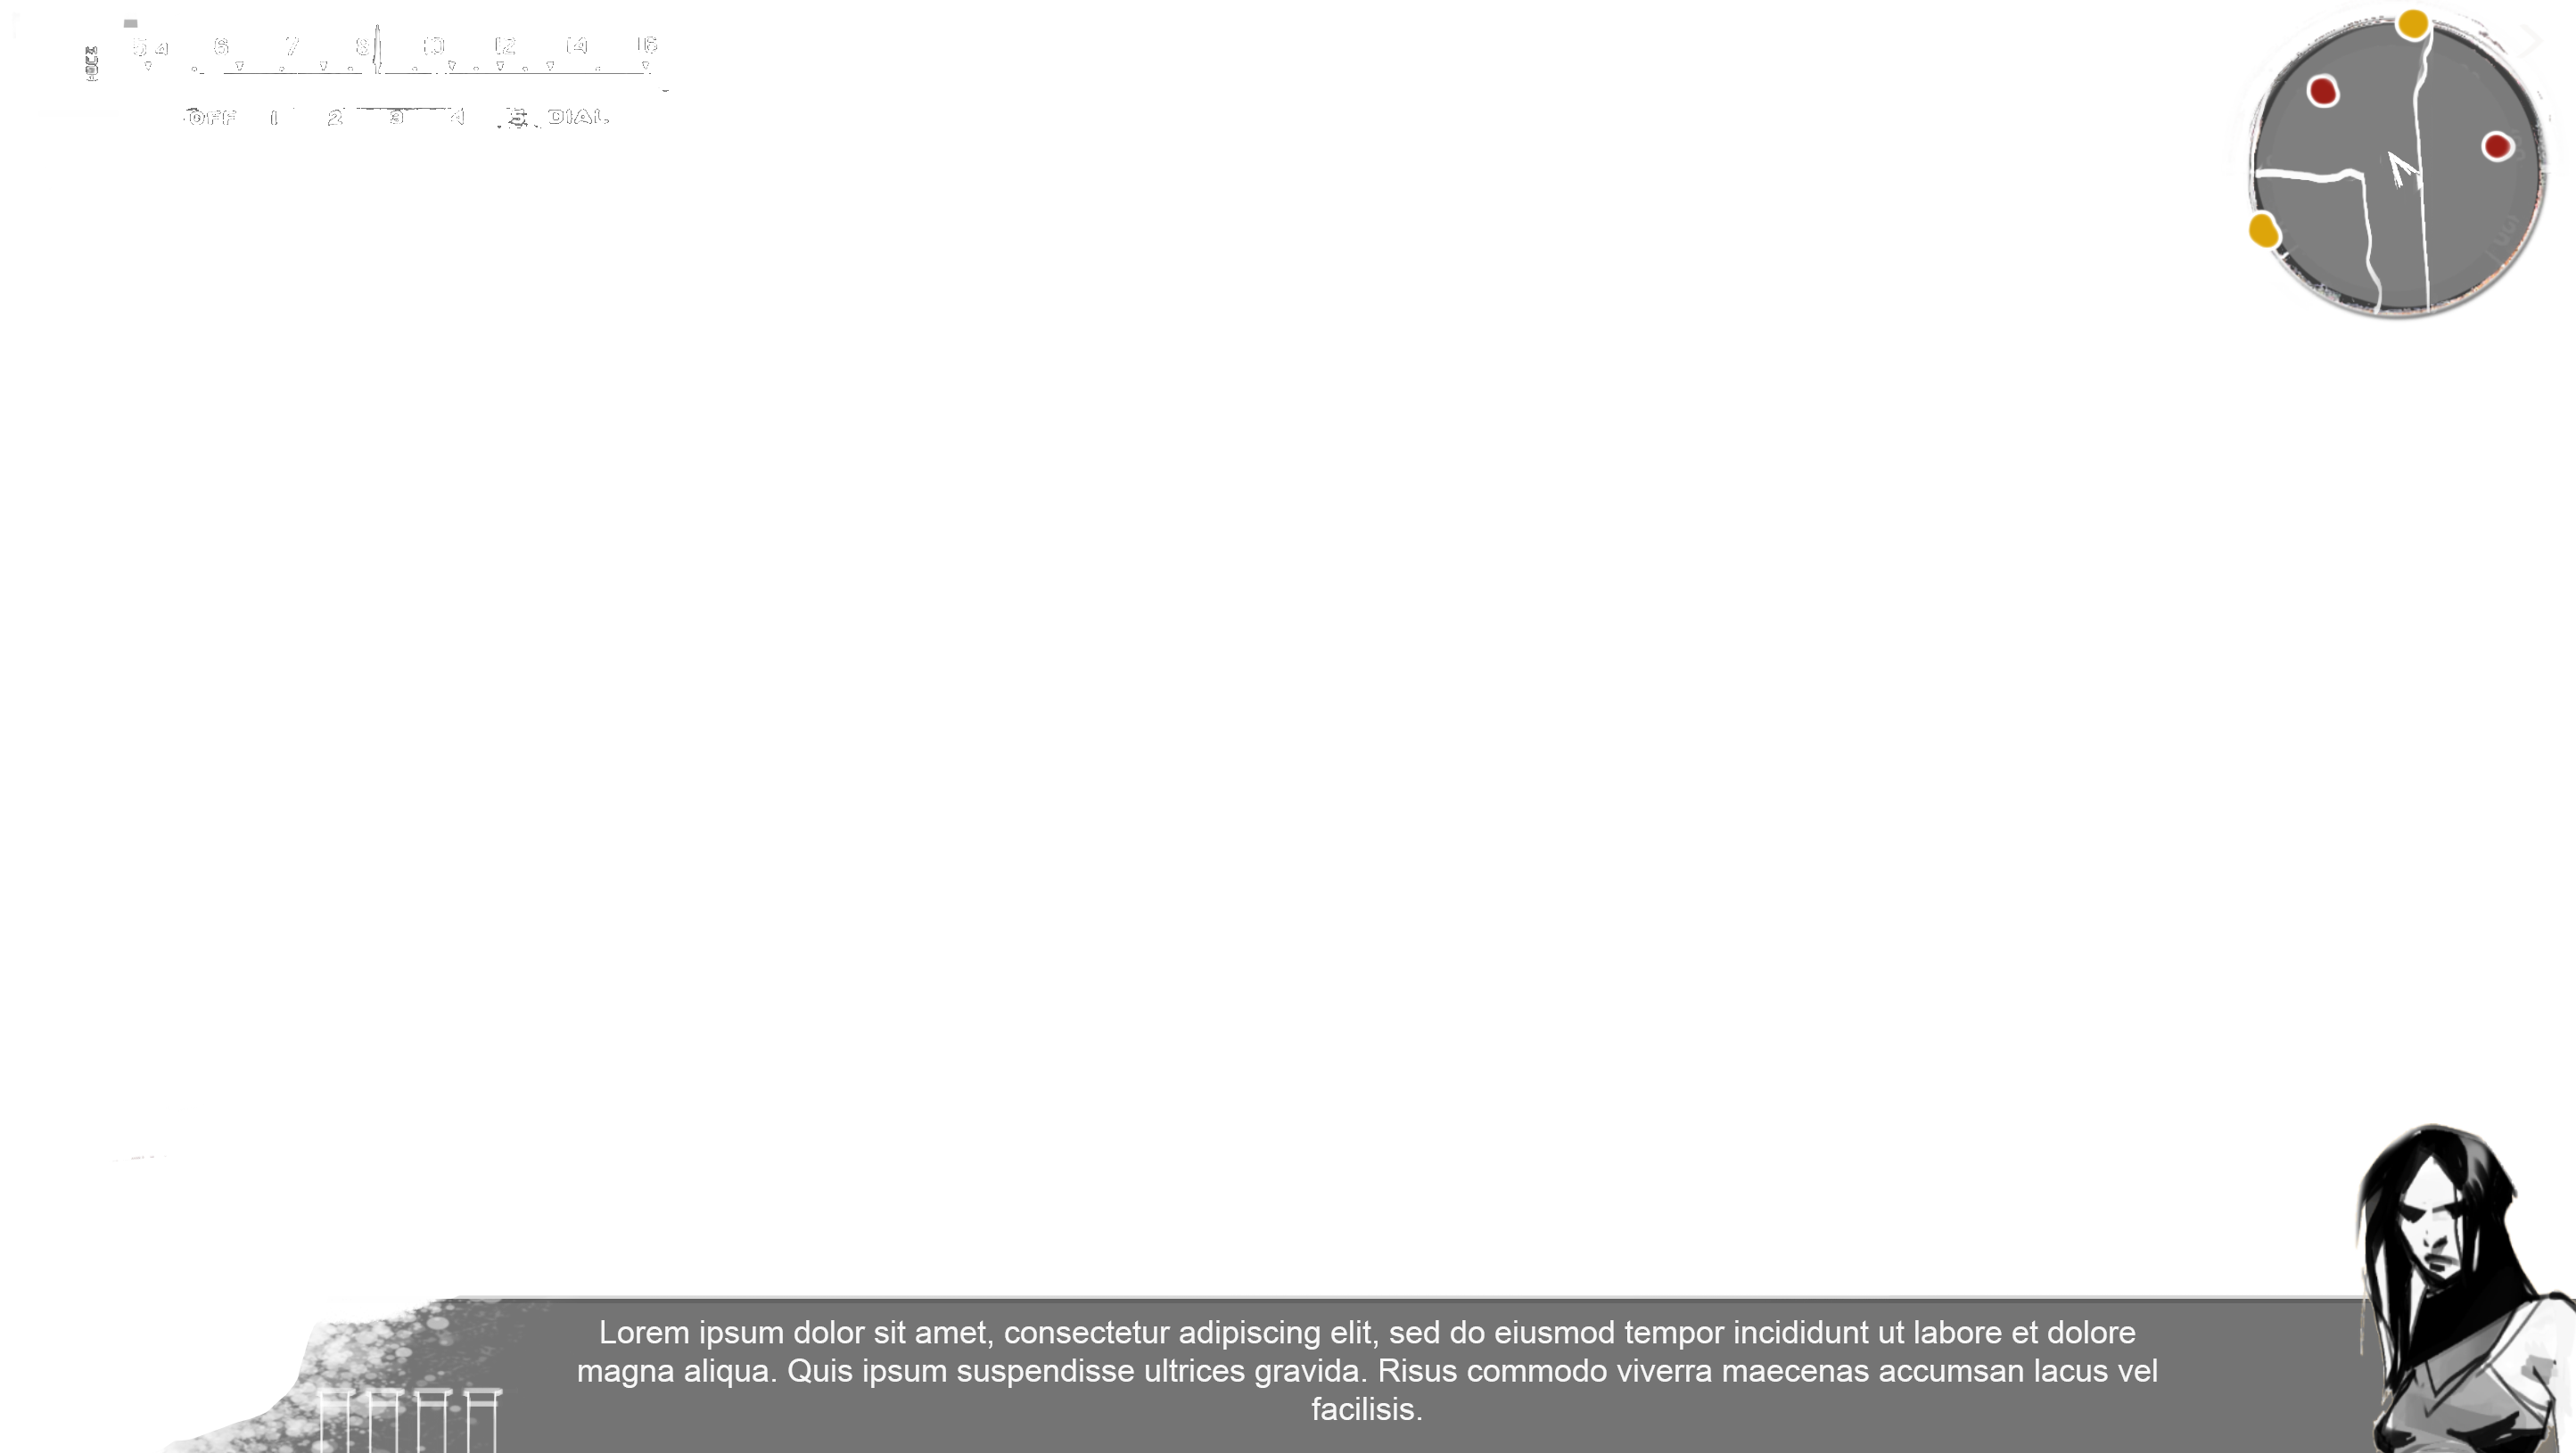 5 4 6 7 8 10 12 14 16
OFF 1 2 3 4 5 DIAL
N
Lorem ipsum dolor sit amet, consectetur adipiscing elit, sed do eiusmod tempor incididunt ut labore et dolore
magna aliqua. Quis ipsum suspendisse ultrices gravida. Risus commodo viverra maecenas accumsan lacus vel
facilisis.